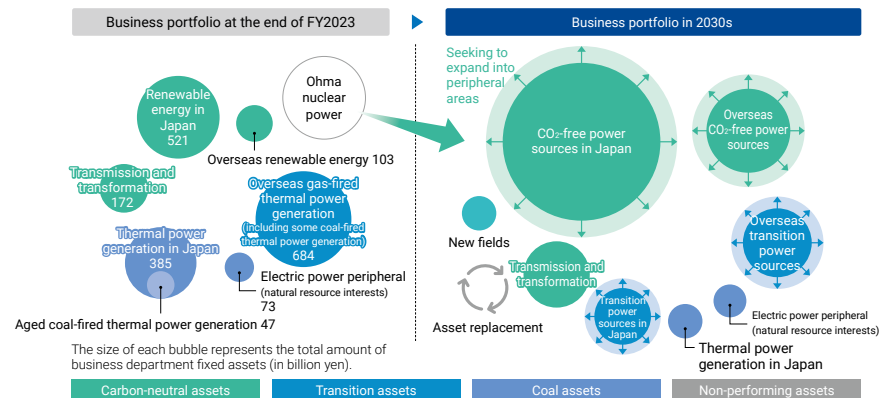 Business portfolio at the end of FY2023
Business portfolio in 2030s
Renewable
energy in
Japan
521
Ohma
nuclear
power
Overseas renewable energy 103
Transmission and
transformation
172
Overseas gas-fired
thermal power
generation
(including some coal-fired
thermal power generation)
684
Thermal power
generation in Japan
385
Electric power peripheral
(natural resource interests)
73
Aged coal-fired thermal power generation 47
The size of each bubble represents the total amount of
business department fixed assets (in billion yen).
Seeking to
expand into
peripheral
areas
CO₂-free power
sources in Japan
Overseas
CO₂-free power
sources
New fields
Overseas
transition
power
sources
Transmission and
transformation
Asset replacement
Transition
power
sources in
Japan
Electric power peripheral
(natural resource interests)
Thermal power
generation in Japan
Carbon-neutral assets
Transition assets
Coal assets
Non-performing assets